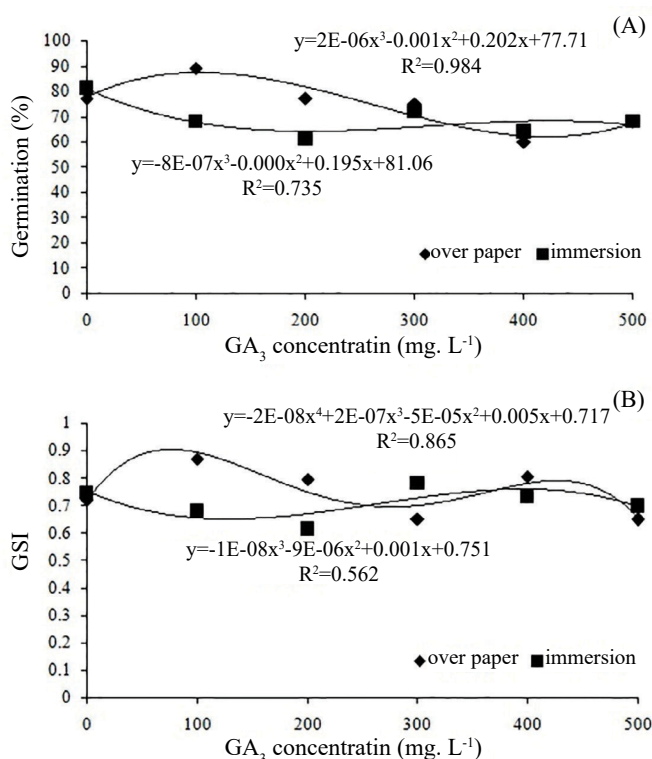 (A)
y=2E-06x³-0.001x²+0.202x+77.71
R²=0.984
Germination (%)
100
90
80
70
60
50
40
30
20
10
0
y=-8E-07x³-0.000x²+0.195x+81.06
R²=0.735
over paper immersion
0 100 200 300 400 500
GA₃ concentratin (mg. L⁻¹)
(B)
y=-2E-08x⁴+2E-07x³-5E-05x²+0.005x+0.717
R²=0.865
GSI
1
0.9
0.8
0.7
0.6
0.5
0.4
0.3
0.2
0.1
0
y=-1E-08x³-9E-06x²+0.001x+0.751
R²=0.562
over paper immersion
0 100 200 300 400 500
GA₃ concentratin (mg. L⁻¹)